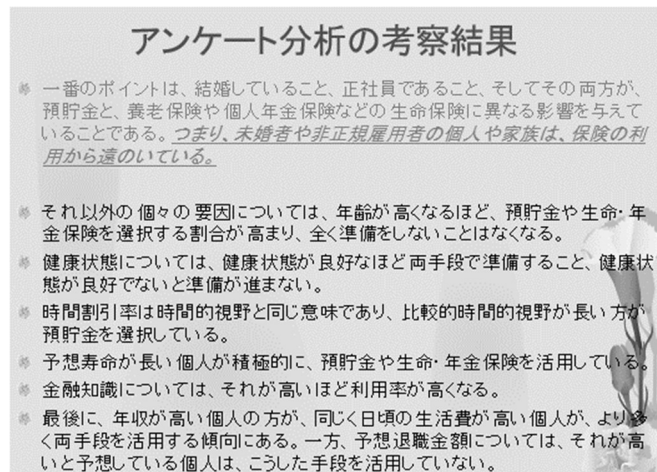 アンケート分析の考察結果
一番のポイントは、結婚していること、正社員であること、そしてその両方が、
預貯金と、養老保険や個人年金保険などの生命保険に異なる影響を与えて
いることである。つまり、未婚者や非正規雇用者の個人や家族は、保険の利
用から遠のいている。
それ以外の個々の要因については、年齢が高くなるほど、預貯金や生命・年
金保険を選択する割合が高まり、全く準備をしないことはなくなる。
健康状態については、健康状態が良好なほど両手段で準備すること、健康状
態が良好でないと準備が進まない。
時間割引率は時間的視野と同じ意味であり、比較的時間的視野が長い方が
預貯金を選択している。
予想寿命が長い個人が積極的に、預貯金や生命・年金保険を活用している。
金融知識については、それが高いほど利用率が高くなる。
最後に、年収が高い個人の方が、同じく日頃の生活費が高い個人が、より多
く両手段を活用する傾向にある。一方、予想退職金額については、それが高
いと予想している個人は、こうした手段を活用していない。